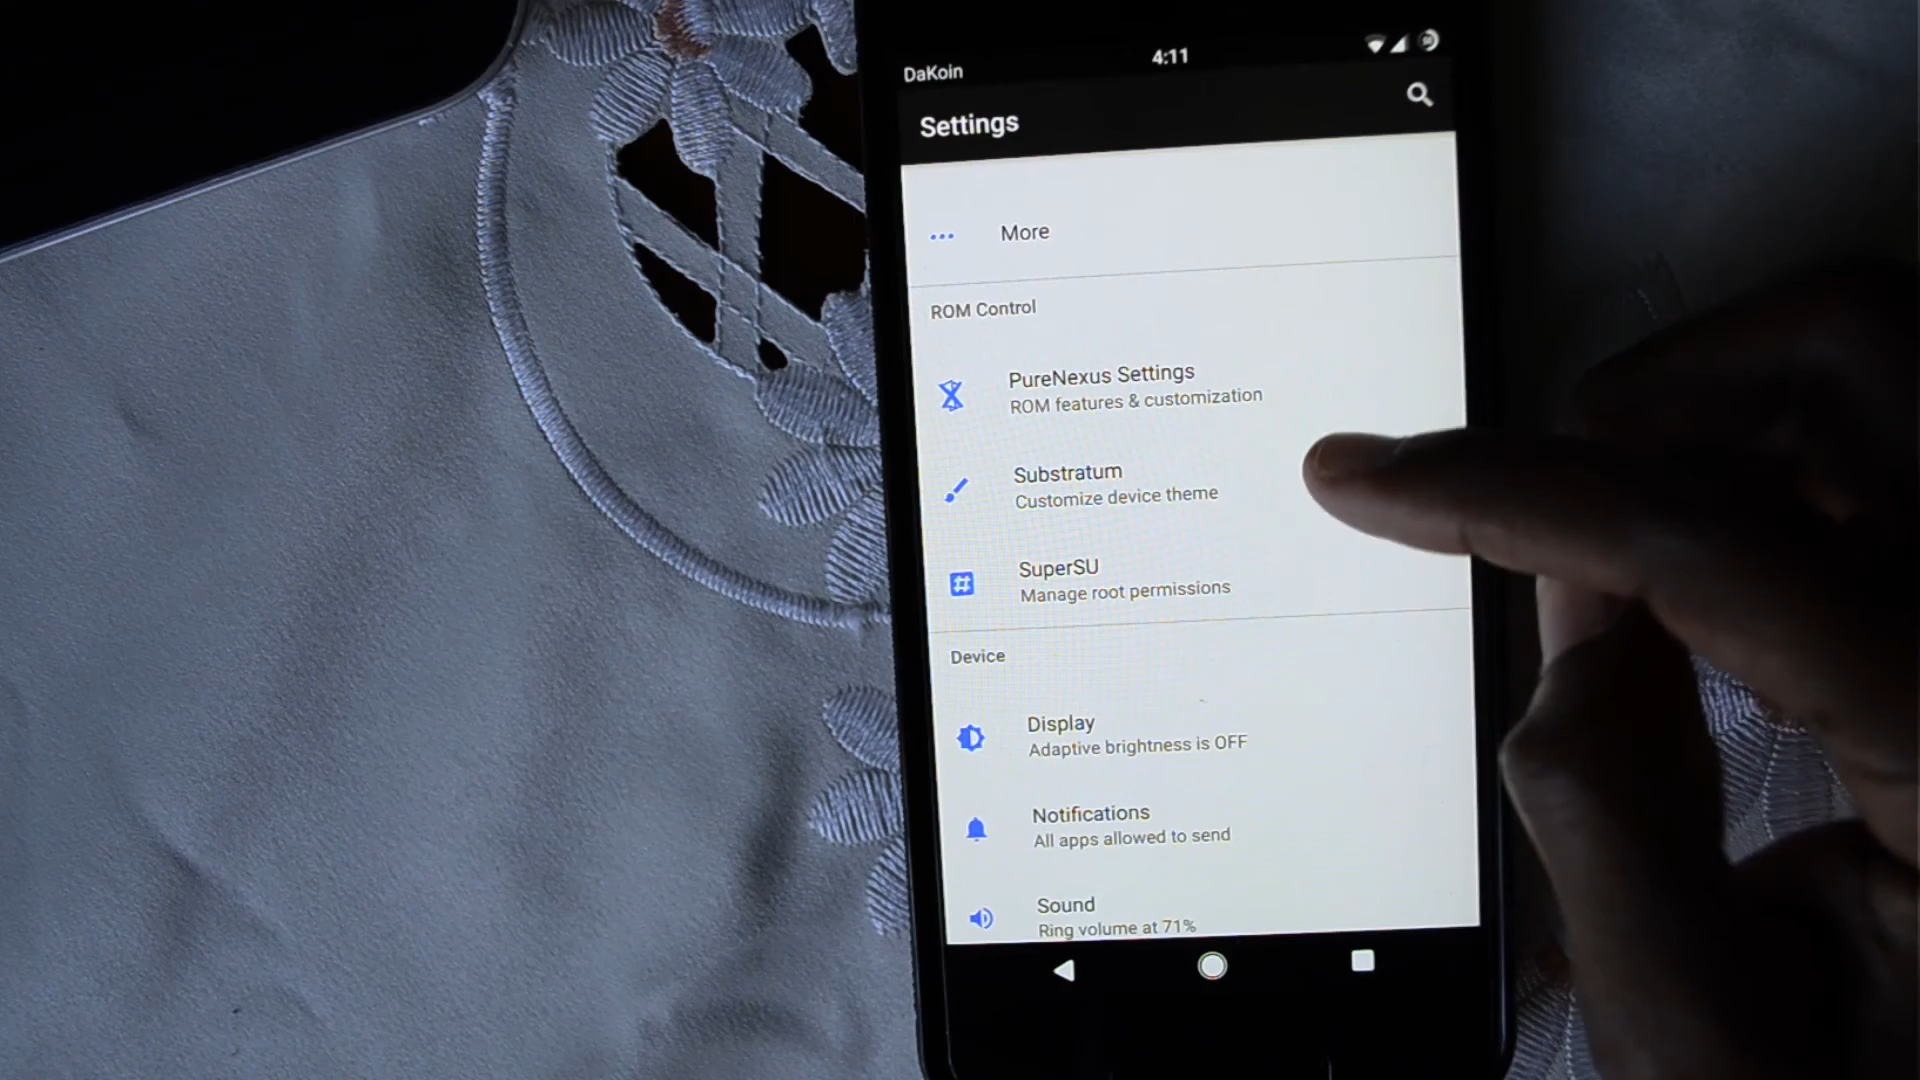 DaKoin
4:11
Settings
More
ROM Control
PureNexus Settings
ROM features & customization
Substratum
Customize device theme
SuperSU
Manage root permissions
Device
Display
Adaptive brightness is OFF
Notifications
All apps allowed to send
Sound
Ring volume at 71%